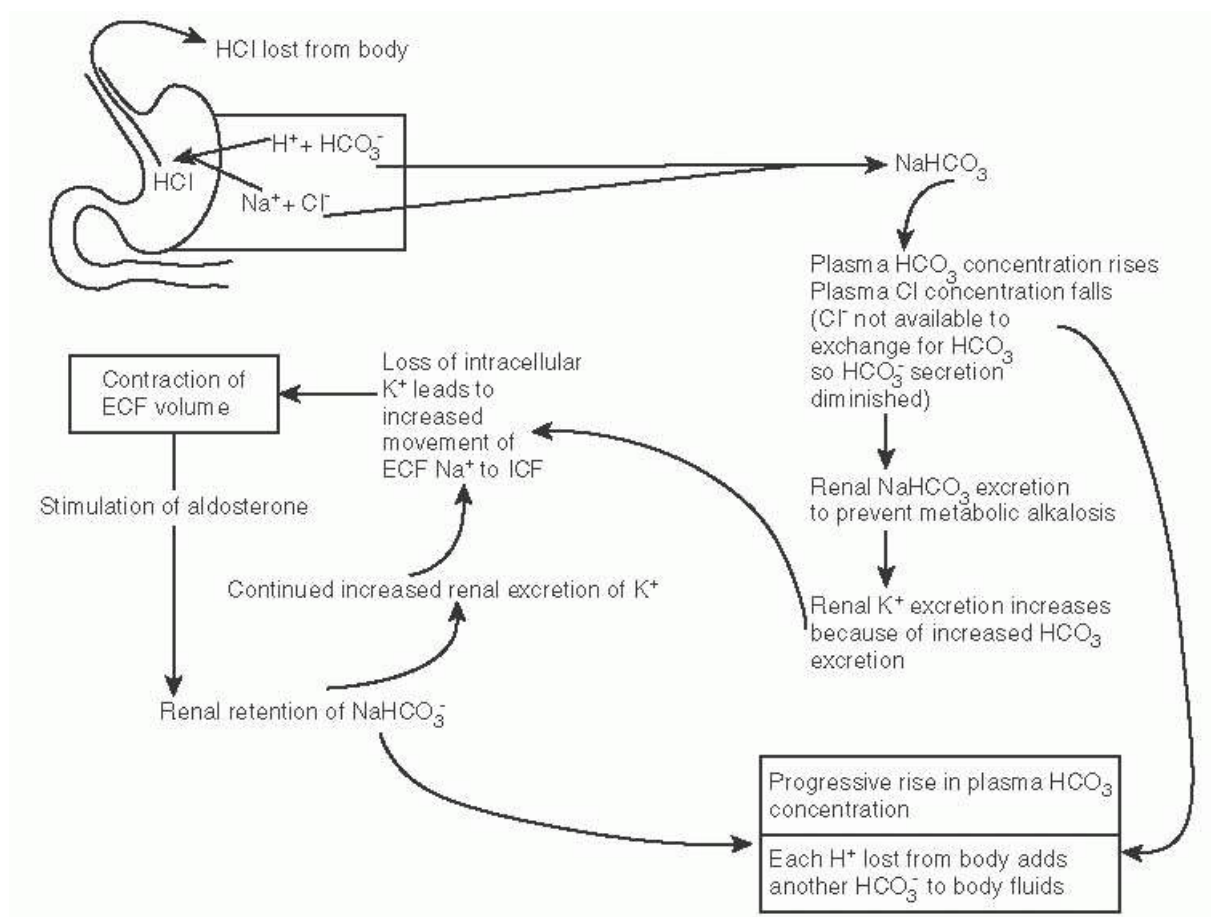 HCl lost from body
H⁺ + HCO₃⁻
HCl
Na⁺ + Cl⁻
NaHCO₃
Plasma HCO₃ concentration rises
Plasma Cl concentration falls
(Cl⁻ not available to
exchange for HCO₃
so HCO₃⁻ secretion
diminished)
Renal NaHCO₃ excretion
to prevent metabolic alkalosis
Renal K⁺ excretion increases
because of increased HCO₃
excretion
Loss of intracellular
K⁺ leads to
increased
movement of
ECF Na⁺ to ICF
Contraction of
ECF volume
Stimulation of aldosterone
Continued increased renal excretion of K⁺
Renal retention of NaHCO₃⁻
Progressive rise in plasma HCO₃
concentration
Each H⁺ lost from body adds
another HCO₃⁻ to body fluids